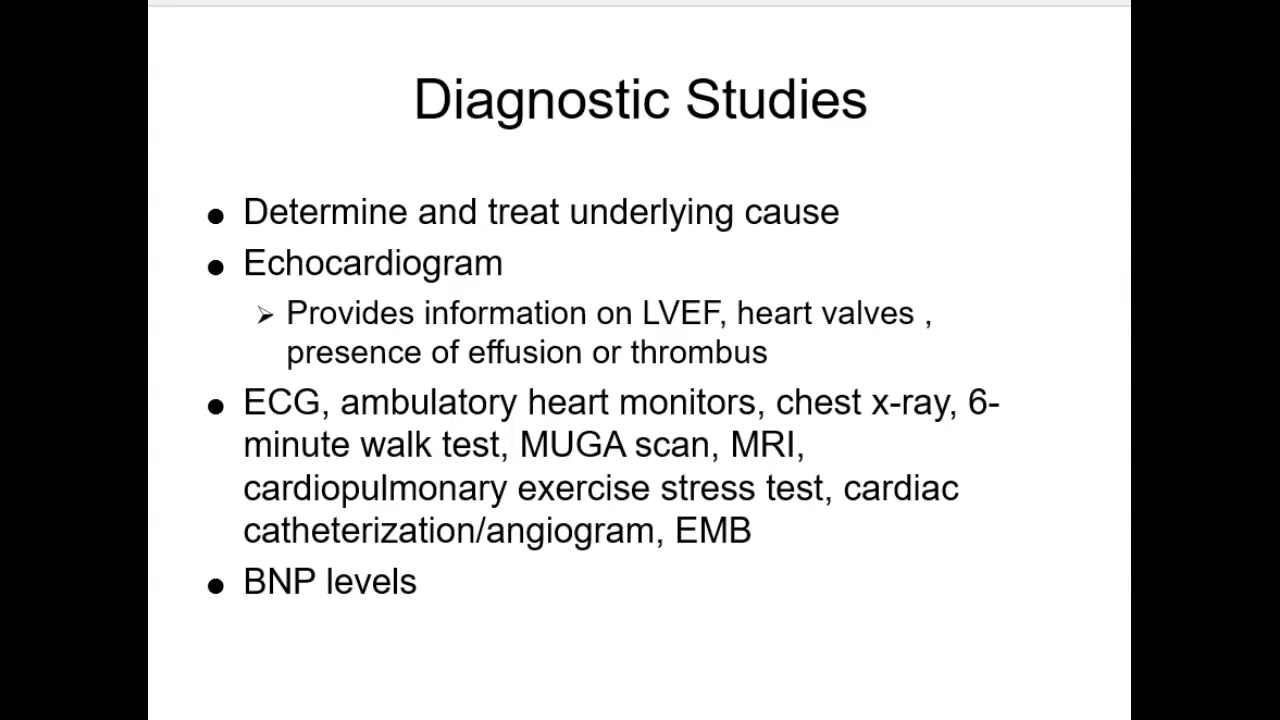 Diagnostic Studies
● Determine and treat underlying cause
● Echocardiogram
➢ Provides information on LVEF, heart valves ,
presence of effusion or thrombus
● ECG, ambulatory heart monitors, chest x-ray, 6-
minute walk test, MUGA scan, MRI,
cardiopulmonary exercise stress test, cardiac
catheterization/angiogram, EMB
● BNP levels